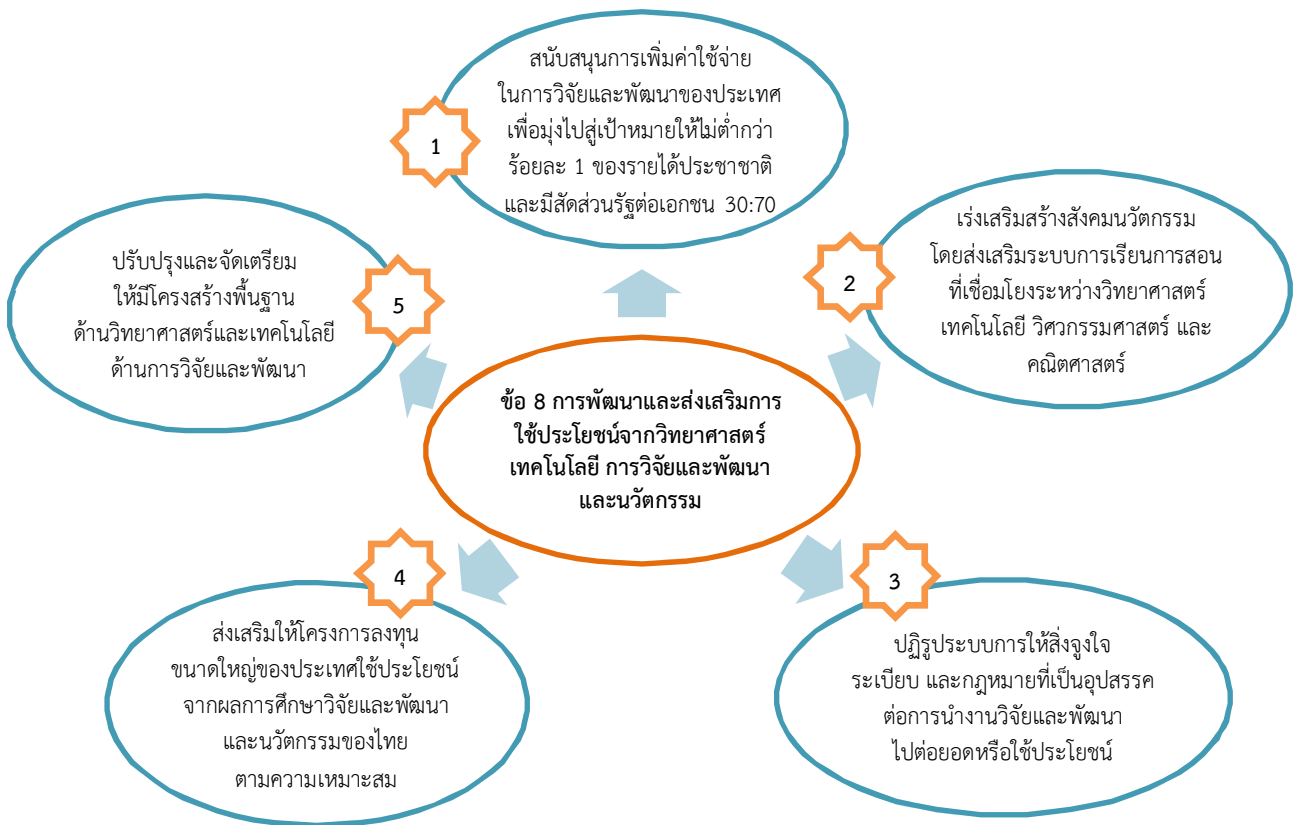 สนับสนุนการเพิ่มค่าใช้จ่าย
ในการวิจัยและพัฒนาของประเทศ
เพื่อมุ่งไปสู่เป้าหมายให้ไม่ต่ำกว่า
ร้อยละ 1 ของรายได้ประชาชาติ
และมีสัดส่วนรัฐต่อเอกชน 30:70
1
เร่งเสริมสร้างสังคมนวัตกรรม
โดยส่งเสริมระบบการเรียนการสอน
ที่เชื่อมโยงระหว่างวิทยาศาสตร์
เทคโนโลยี วิศวกรรมศาสตร์ และ
คณิตศาสตร์
2
ปรับปรุงและจัดเตรียม
ให้มีโครงสร้างพื้นฐาน
ด้านวิทยาศาสตร์และเทคโนโลยี
ด้านการวิจัยและพัฒนา
5
ข้อ 8 การพัฒนาและส่งเสริมการ
ใช้ประโยชน์จากวิทยาศาสตร์
เทคโนโลยี การวิจัยและพัฒนา
และนวัตกรรม
4
ส่งเสริมให้โครงการลงทุน
ขนาดใหญ่ของประเทศใช้ประโยชน์
จากผลการศึกษาวิจัยและพัฒนา
และนวัตกรรมของไทย
ตามความเหมาะสม
3
ปฏิรูประบบการให้สิ่งจูงใจ
ระเบียบ และกฎหมายที่เป็นอุปสรรค
ต่อการนำงานวิจัยและพัฒนา
ไปต่อยอดหรือใช้ประโยชน์